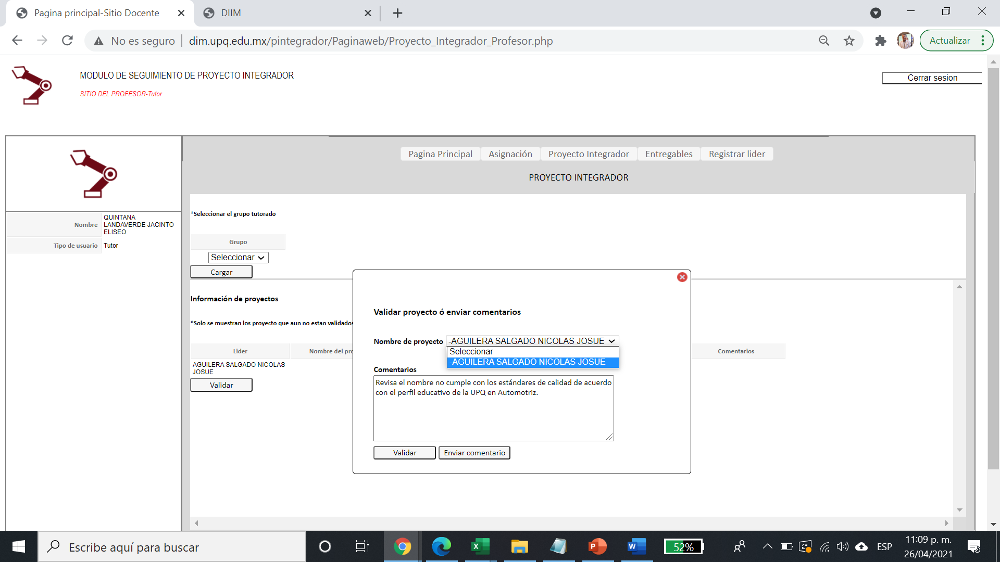 Pagina principal-Sitio Docente
DIIM
No es seguro
dim.upq.edu.mx/pintegrador/Paginaweb/Proyecto_Integrador_Profesor.php
Actualizar
MODULO DE SEGUIMIENTO DE PROYECTO INTEGRADOR
SITIO DEL PROFESOR-Tutor
Cerrar sesion
Pagina Principal
Asignación
Proyecto Integrador
Entregables
Registrar lider
PROYECTO INTEGRADOR
Nombre
QUINTANA
LANDAVERDE JACINTO
ELISEO
Tipo de usuario
Tutor
*Seleccionar el grupo tutorado
Grupo
Seleccionar
Cargar
Información de proyectos
*Solo se muestran los proyecto que aun no estan validados
Lider
Nombre del pro
Comentarios
AGUILERA SALGADO NICOLAS
JOSUE
Validar
Validar proyecto ó enviar comentarios
Nombre de proyecto
-AGUILERA SALGADO NICOLAS JOSUE
Seleccionar
-AGUILERA SALGADO NICOLAS JOSUE
Comentarios
Revisa el nombre no cumple con los estándares de calidad de acuerdo
con el perfil educativo de la UPQ en Automotriz.
Validar
Enviar comentario
Escribe aquí para buscar
52%
ESP
11:09 p. m.
26/04/2021